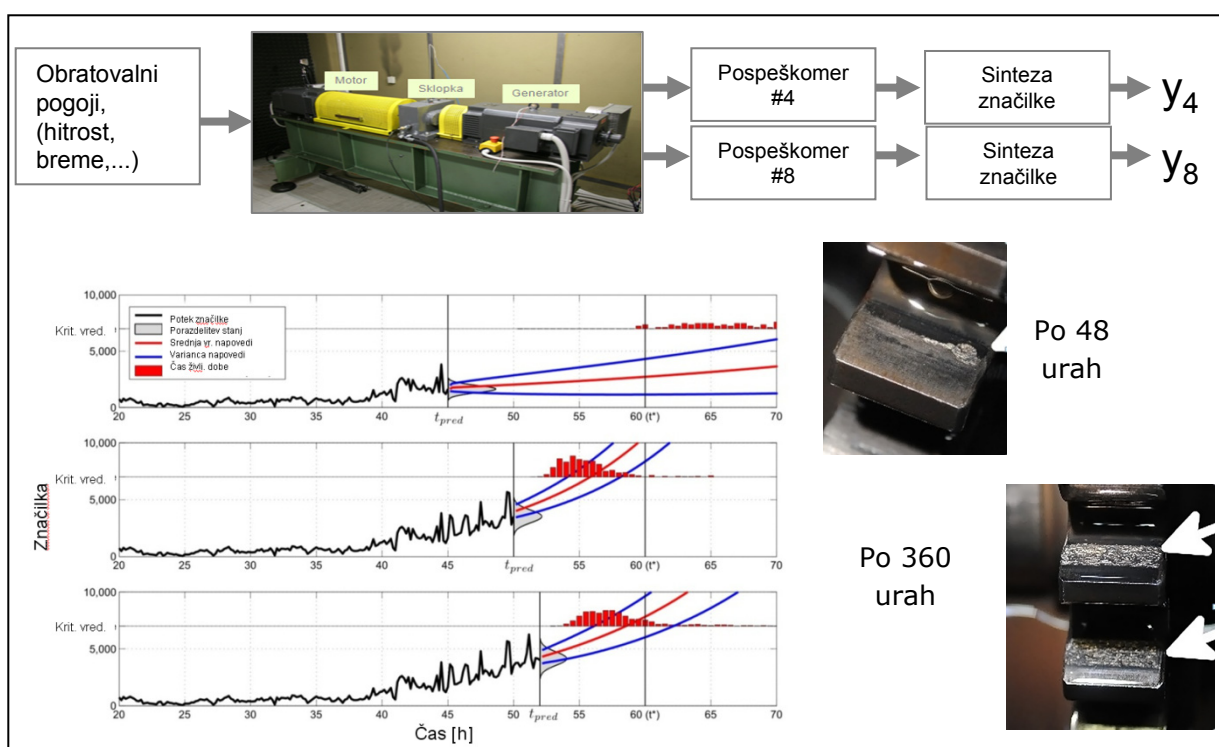 Obratovalni
pogoji,
(hitrost,
breme,...)
Motor
Sklopka
Generator
Pospeškomer
#4
Sinteza
značilke
y4
Pospeškomer
#8
Sinteza
značilke
y8
10,000
Krit. vred.
5,000
0
Potek značilke
Porazdelitev stanj
Srednja vr. napovedi
Varianca napovedi
Čas življ. dobe
20 25 30 35 40 45 50 55 60 (t*) 65 70
tpred
10,000
Krit. vred.
5,000
0
20 25 30 35 40 45 50 55 60 (t*) 65 70
tpred
10,000
Krit. vred.
5,000
0
20 25 30 35 40 45 50 tpred 55 60 (t*) 65 70
Značilka
Čas [h]
Po 48
urah
Po 360
urah